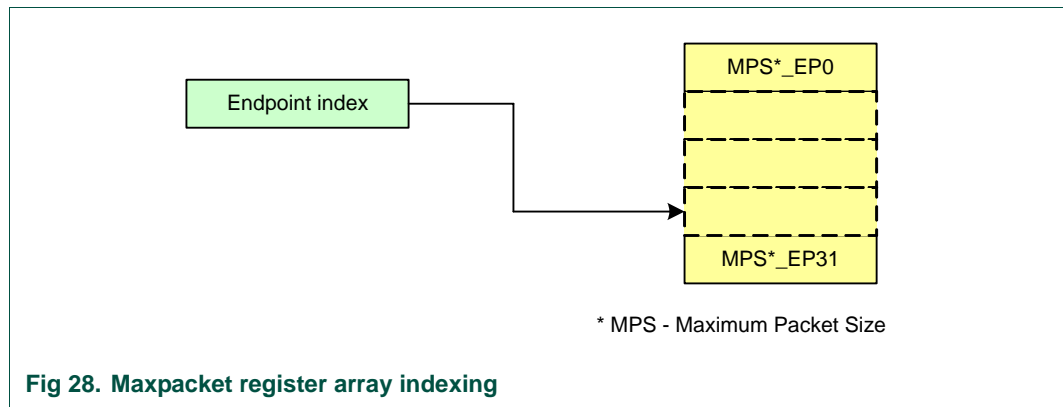 MPS*_EP0
Endpoint index
MPS*_EP31
* MPS - Maximum Packet Size
Fig 28. Maxpacket register array indexing